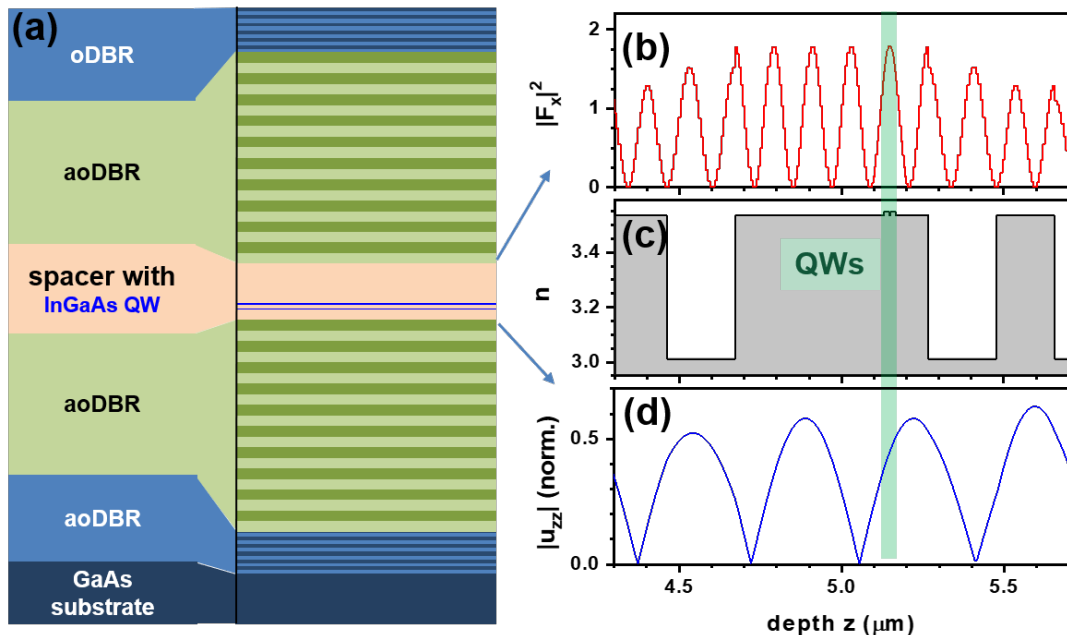 (a)
oDBR
aoDBR
spacer with
InGaAs QW
aoDBR
aoDBR
GaAs
substrate
(b)
|Fₓ|²
2
1
0
(c)
n
3.4
3.2
3.0
QWs
(d)
|u_zz| (norm.)
0.5
0.0
4.5 5.0 5.5
depth z (μm)